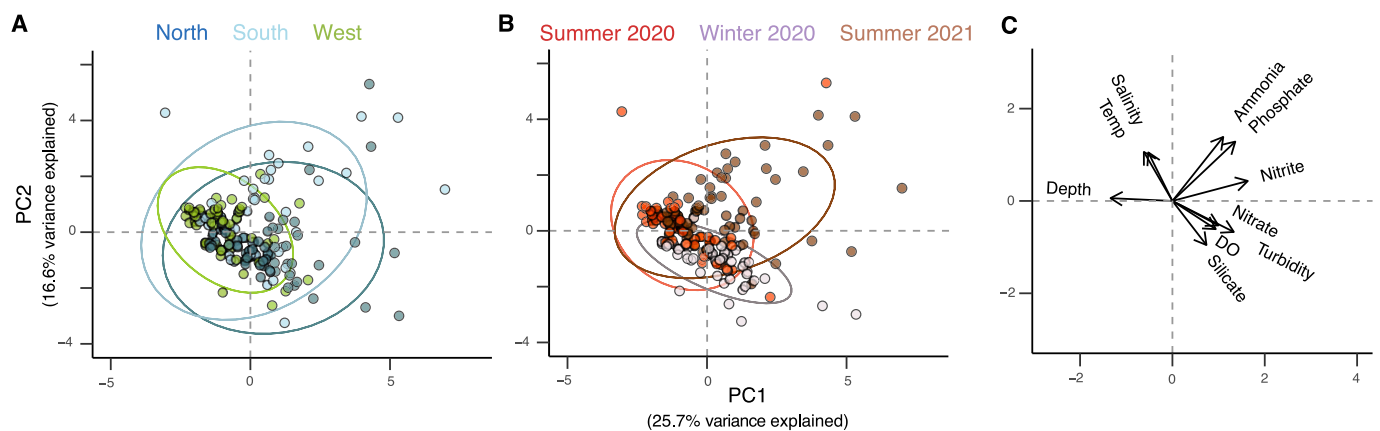 A
North South West
PC2
(16.6% variance explained)
4
0
−4
−5
0
5
B
Summer 2020 Winter 2020 Summer 2021
4
0
−4
−5
0
5
PC1
(25.7% variance explained)
C
Salinity
Temp
Ammonia
Phosphate
Nitrite
Depth
Nitrate
DO
Turbidity
Silicate
2
0
−2
−2
0
2
4